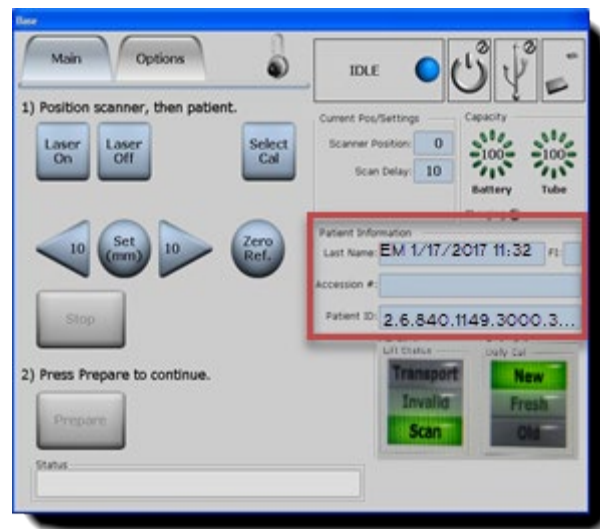 Base
Main
Options
IDLE
1) Position scanner, then patient.
Laser On
Laser Off
Select Cal
Current Pos/Settings
Scanner Position: 0
Scan Delay: 10
Capacity
100
100
Battery
Tube
10
Set (mm)
10
Zero Ref.
Patient Information
Last Name: EM 1/17/2017 11:32
FI:
Accession #:
Patient ID: 2.6.840.1149.3000.3...
Stop
2) Press Prepare to continue.
Prepare
Lift Status
Transport
Invalid
Scan
Daily Cal
New
Fresh
Old
Status